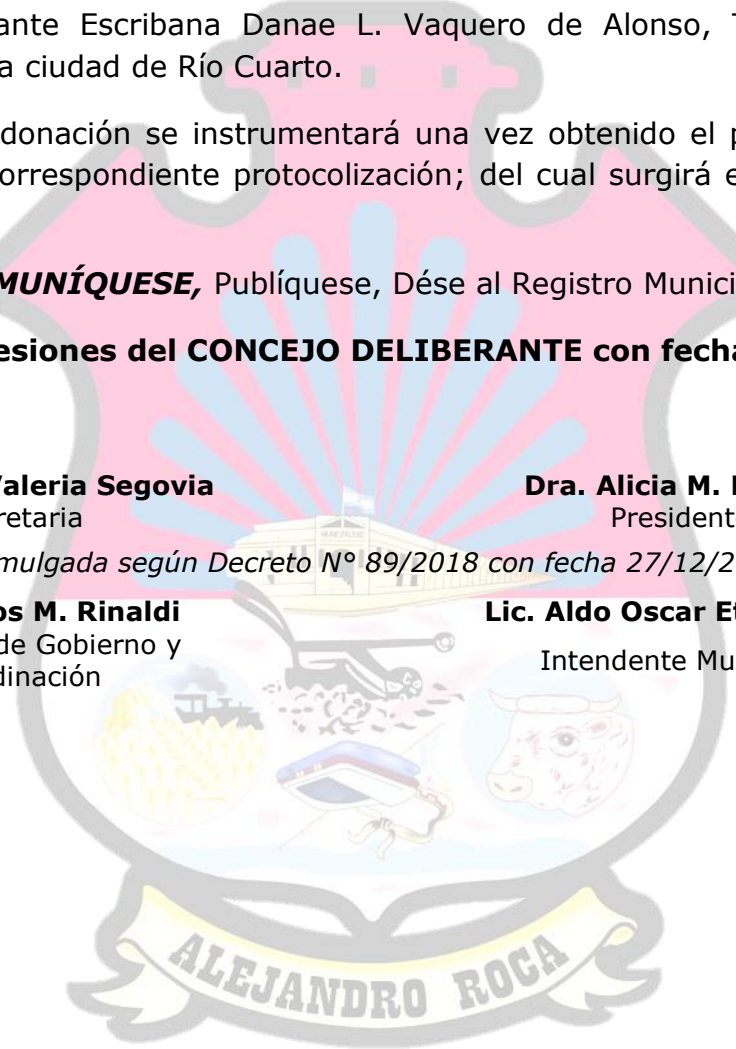 ante Escribana Danae L. Vaquero de Alonso, T
a ciudad de Río Cuarto.
donación se instrumentará una vez obtenido el p
orrespondiente protocolización; del cual surgirá e
MUNÍQUESE, Publíquese, Dése al Registro Munici
esiones del CONCEJO DELIBERANTE con fecha
Valeria Segovia
Dra. Alicia M.
retaria
President
mulgada según Decreto N° 89/2018 con fecha 27/12/2
os M. Rinaldi
Lic. Aldo Oscar Et
de Gobierno y
dinación
Intendente Mu
ALEJANDRO ROCA